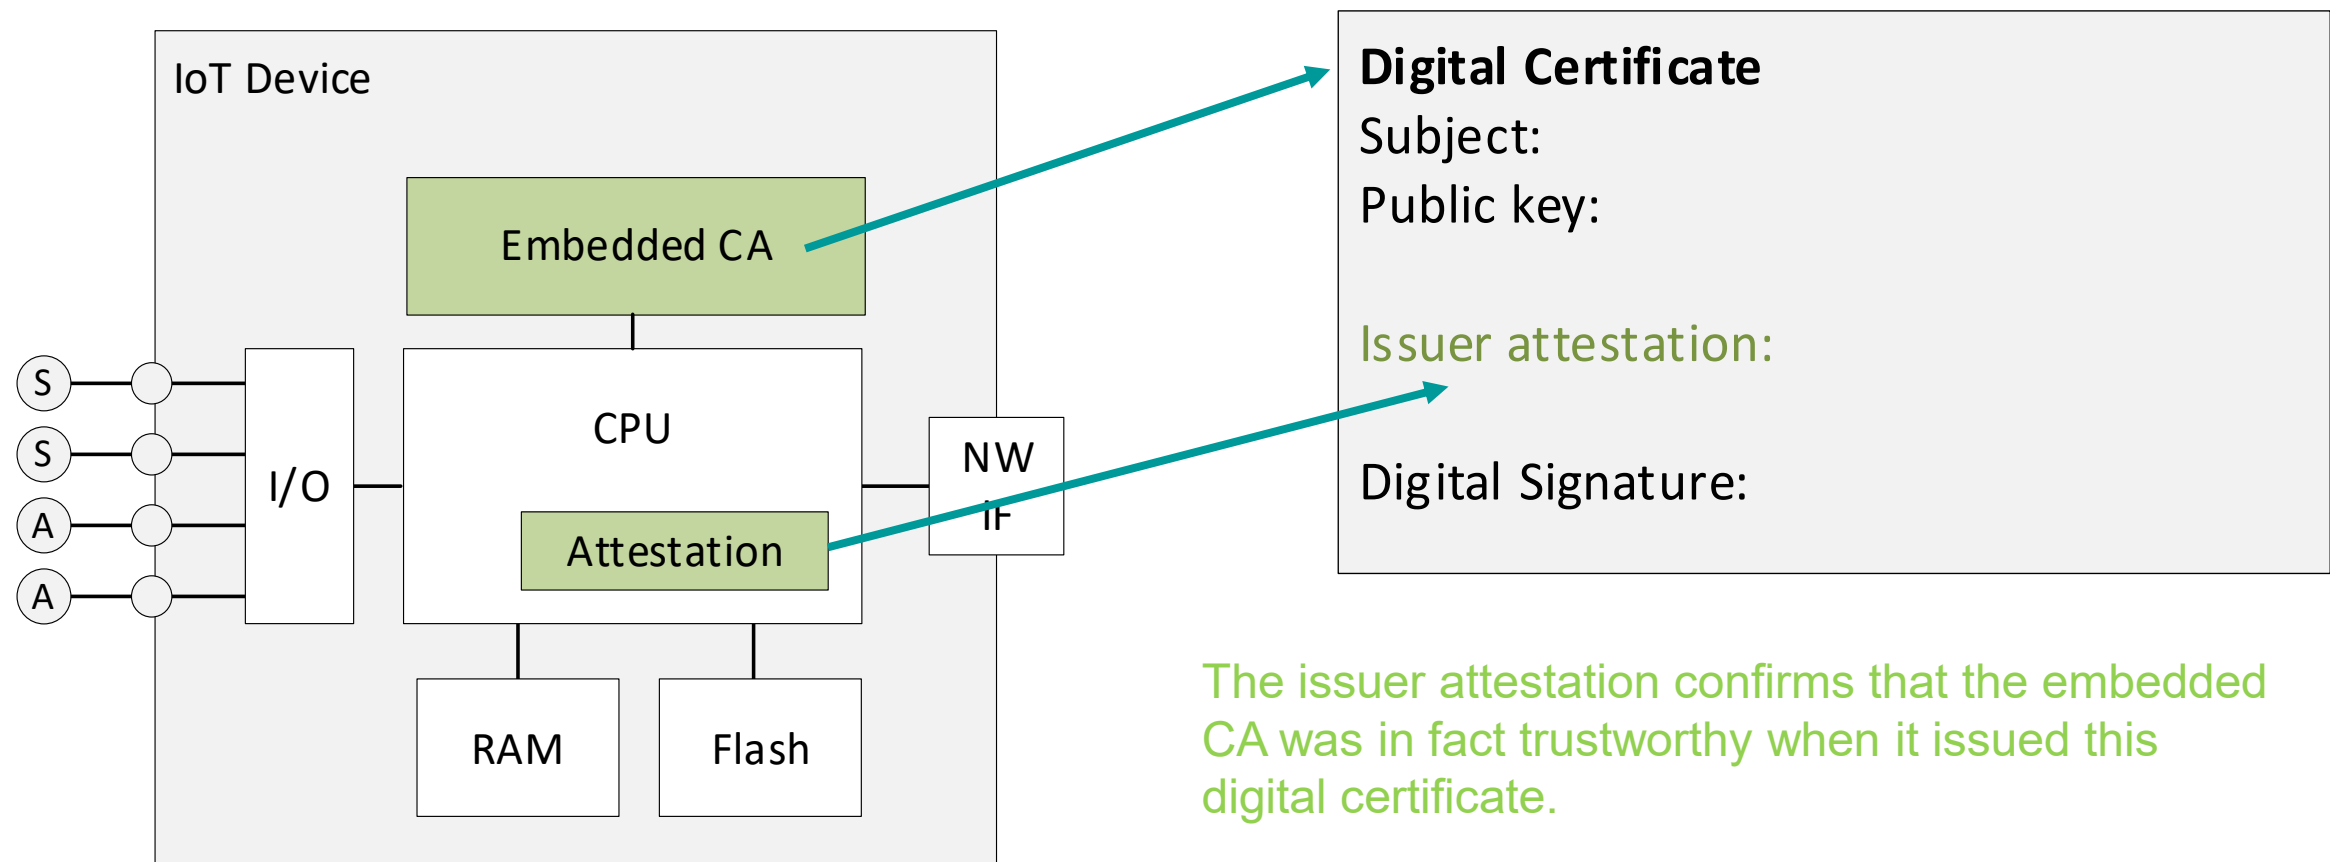 IoT Device
Embedded CA
S
S
A
A
I/O
CPU
Attestation
NW
IF
RAM
Flash
Digital Certificate
Subject:
Public key:
Issuer attestation:
Digital Signature:
The issuer attestation confirms that the embedded
CA was in fact trustworthy when it issued this
digital certificate.